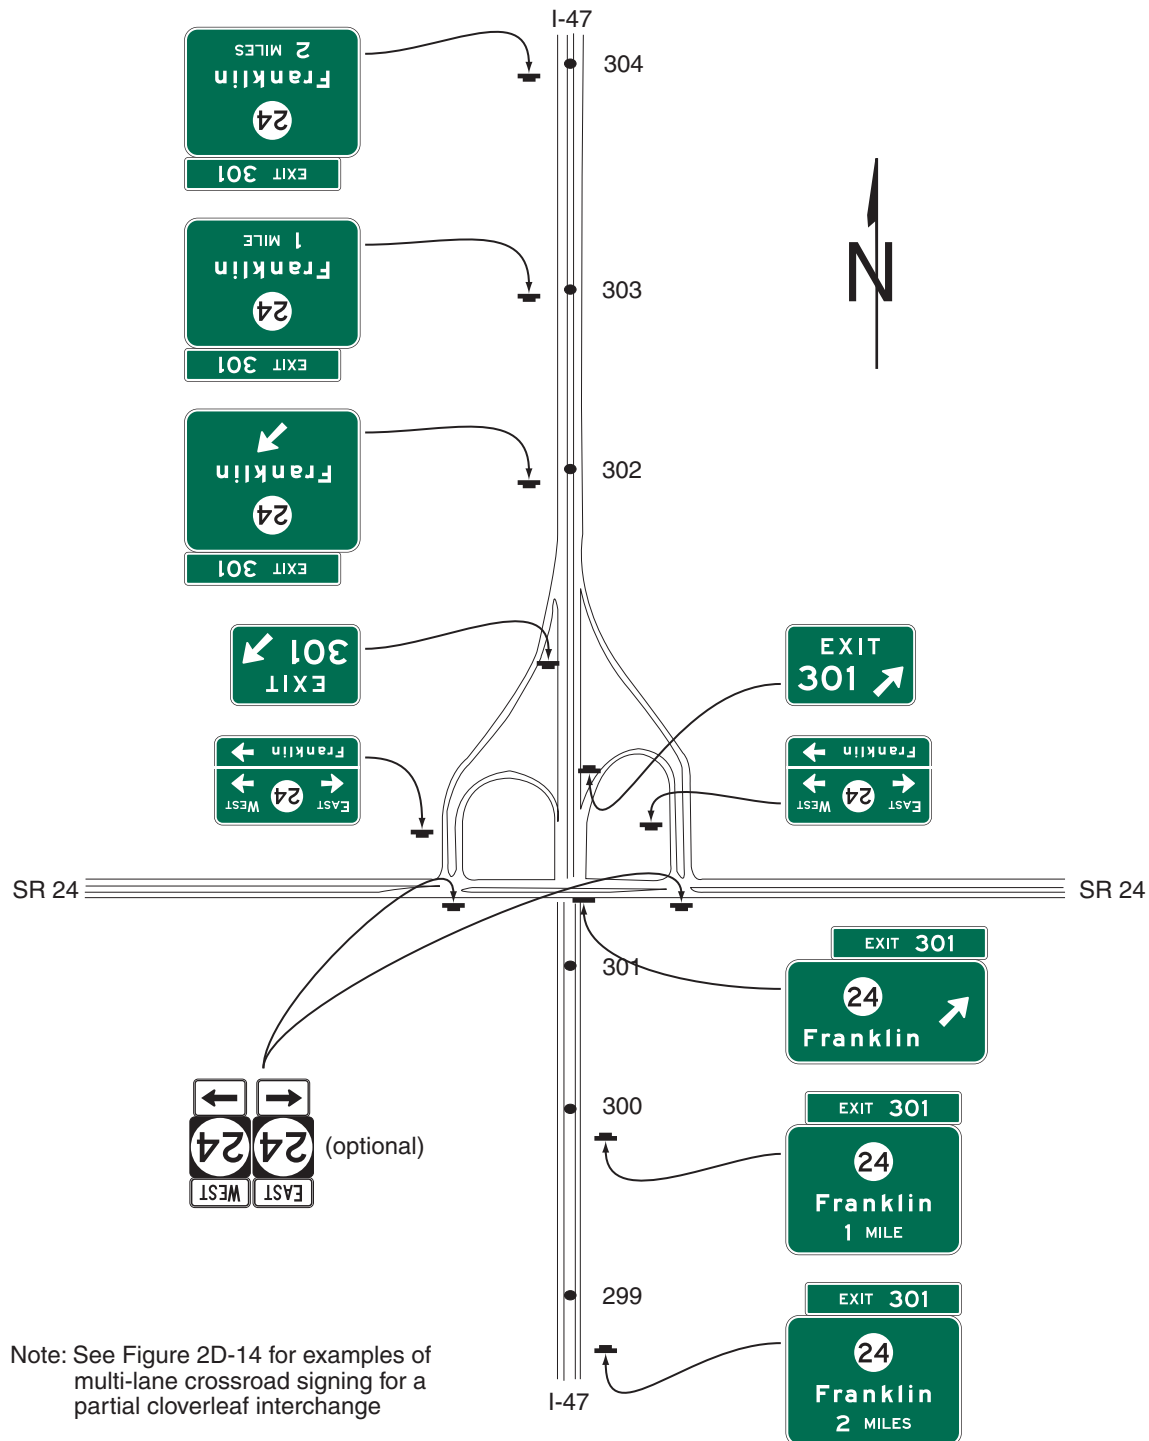 I-47
2 MILES
Franklin
24
EXIT 301
304
1 MILE
Franklin
24
EXIT 301
303
N
Franklin
24
EXIT 301
302
301
EXIT
EXIT
301
Franklin
EAST 24 WEST
Franklin
EAST 24 WEST
SR 24
SR 24
EXIT 301
24
Franklin
301
24 24
WEST EAST
(optional)
300
EXIT 301
24
Franklin
1 MILE
299
EXIT 301
24
Franklin
2 MILES
I-47
Note: See Figure 2D-14 for examples of
multi-lane crossroad signing for a
partial cloverleaf interchange